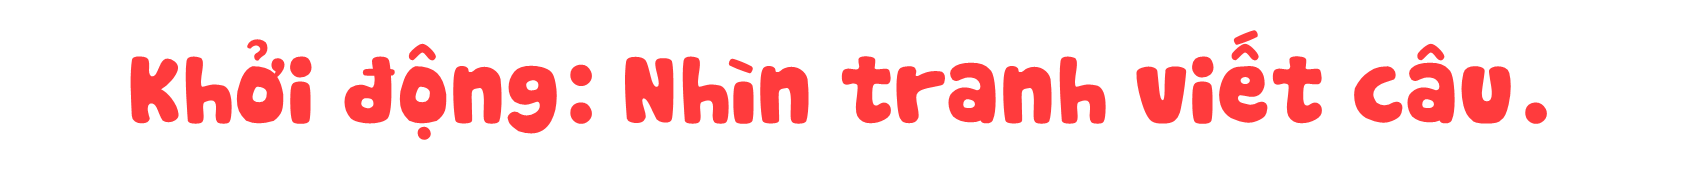 Khởi động: Nhìn tranh viết câu.